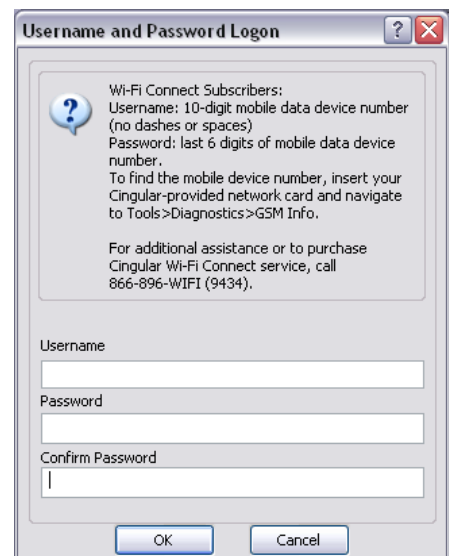 Username and Password Logon
Wi-Fi Connect Subscribers:
Username: 10-digit mobile data device number
(no dashes or spaces)
Password: last 6 digits of mobile data device
number.
To find the mobile device number, insert your
Cingular-provided network card and navigate
to Tools>Diagnostics>GSM Info.
For additional assistance or to purchase
Cingular Wi-Fi Connect service, call
866-896-WIFI (9434).
Username
Password
Confirm Password
OK Cancel